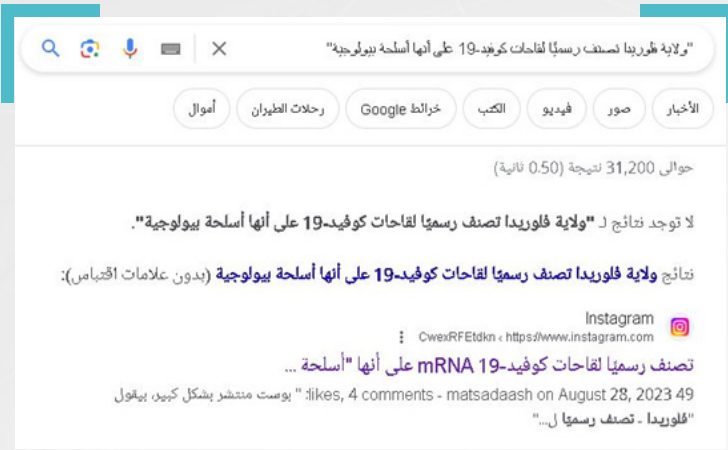 "ولاية فلوريدا تصنف رسميًا لقاحات كوفيد-19 على أنها أسلحة بيولوجية"
الأخبار صور فيديو الكتب خرائط Google رحلات الطيران أموال
حوالى 31,200 نتيجة (0.50 ثانية)
لا توجد نتائج لـ "ولاية فلوريدا تصنف رسميًا لقاحات كوفيد-19 على أنها أسلحة بيولوجية".
نتائج ولاية فلوريدا تصنف رسميًا لقاحات كوفيد-19 على أنها أسلحة بيولوجية (بدون علامات اقتباس):
Instagram
https://www.instagram.com › CwexRFEtdkn
تصنف رسميًا لقاحات كوفيد-19 mRNA على أنها "أسلحة ...
49 likes, 4 comments - matsadaash on August 28, 2023: " بوست منتشر بشكل كبير، بيقول
"فلوريدا - تصنف رسميا ل..."